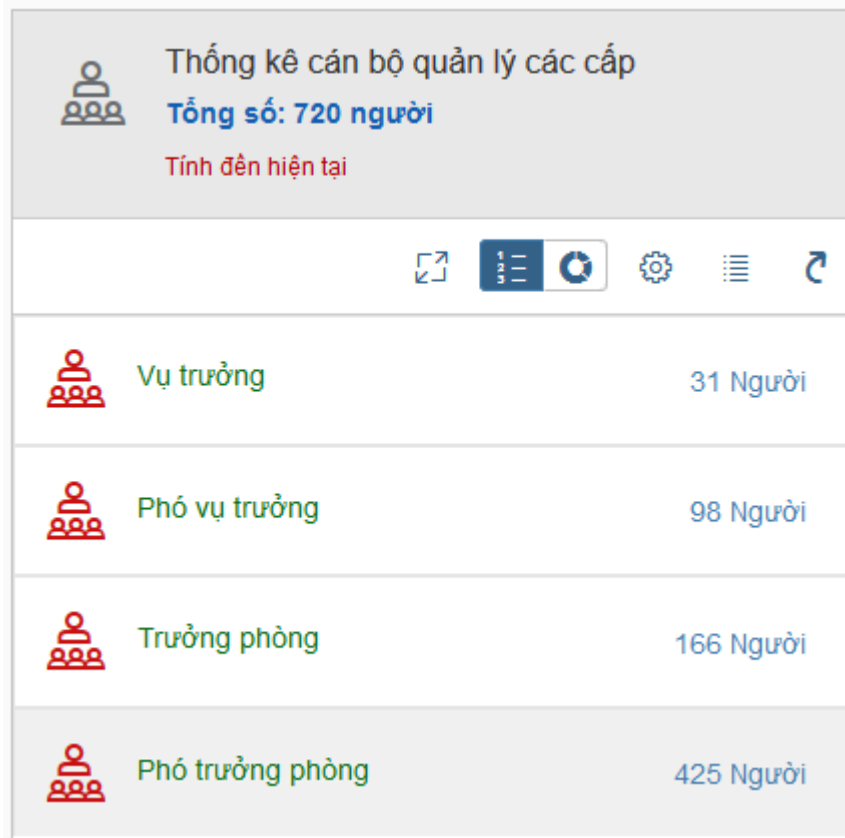 Thống kê cán bộ quản lý các cấp
Tổng số: 720 người
Tính đến hiện tại
Vụ trưởng
31 Người
Phó vụ trưởng
98 Người
Trưởng phòng
166 Người
Phó trưởng phòng
425 Người